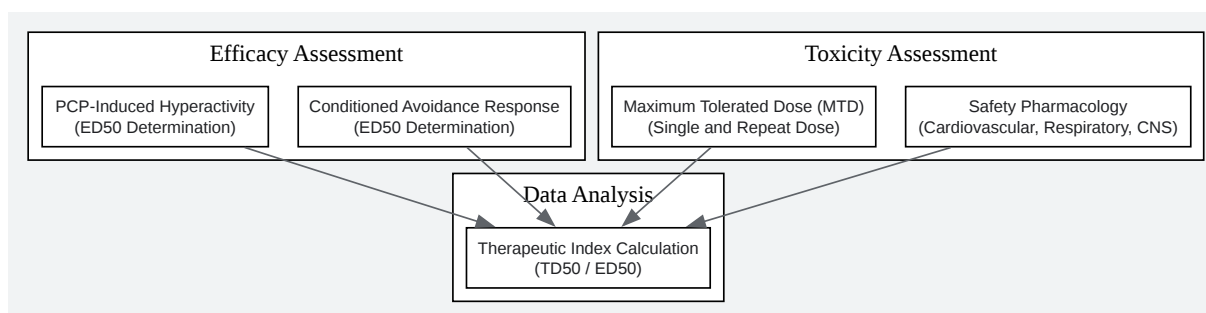 Efficacy Assessment
PCP-Induced Hyperactivity
(ED50 Determination)
Conditioned Avoidance Response
(ED50 Determination)
Toxicity Assessment
Maximum Tolerated Dose (MTD)
(Single and Repeat Dose)
Safety Pharmacology
(Cardiovascular, Respiratory, CNS)
Data Analysis
Therapeutic Index Calculation
(TD50 / ED50)